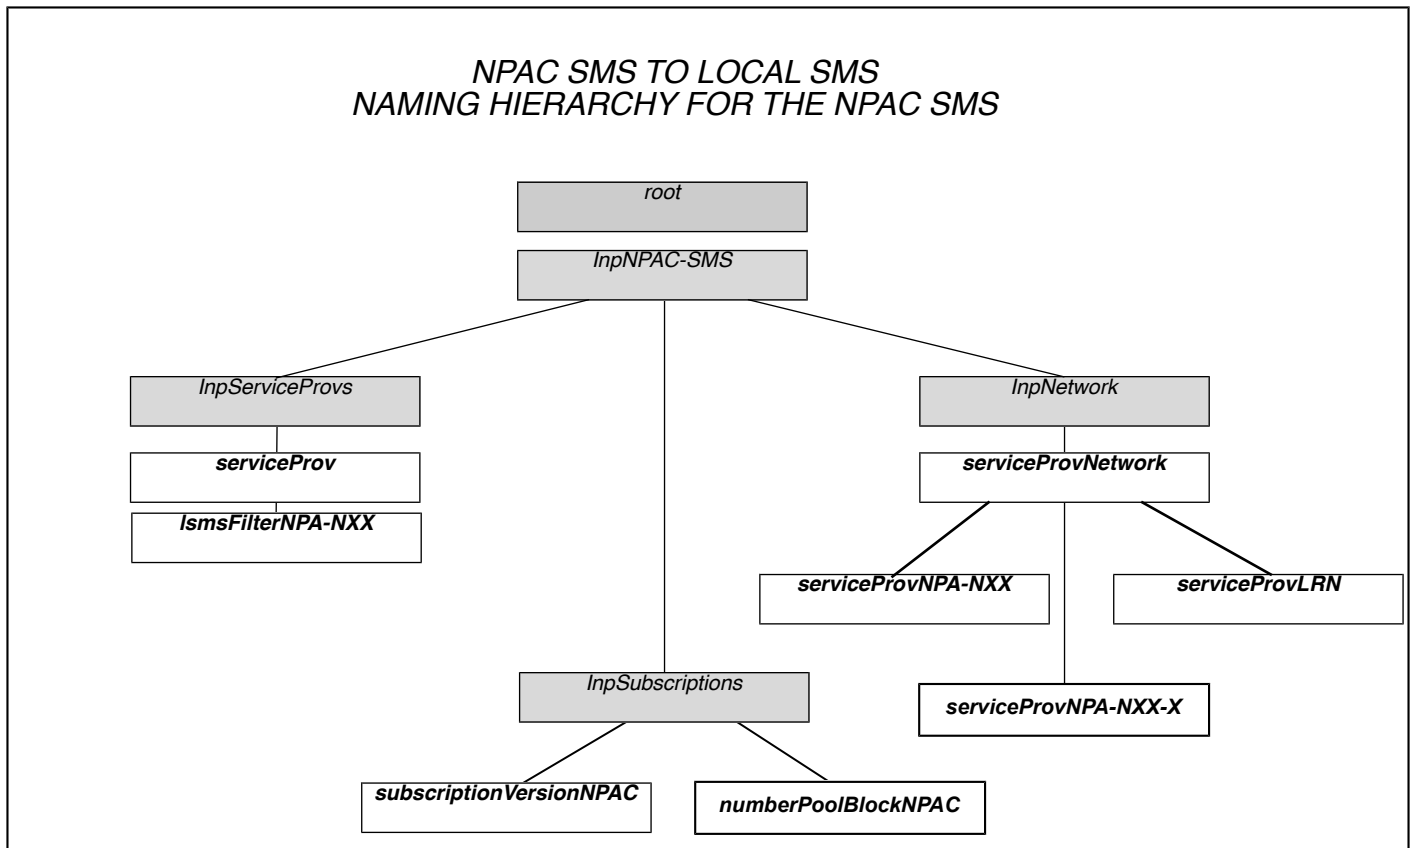 NPAC SMS TO LOCAL SMS
NAMING HIERARCHY FOR THE NPAC SMS
root
lnpNPAC-SMS
lnpServiceProvs
lnpNetwork
serviceProv
serviceProvNetwork
lsmsFilterNPA-NXX
serviceProvNPA-NXX
serviceProvLRN
lnpSubscriptions
serviceProvNPA-NXX-X
subscriptionVersionNPAC
numberPoolBlockNPAC